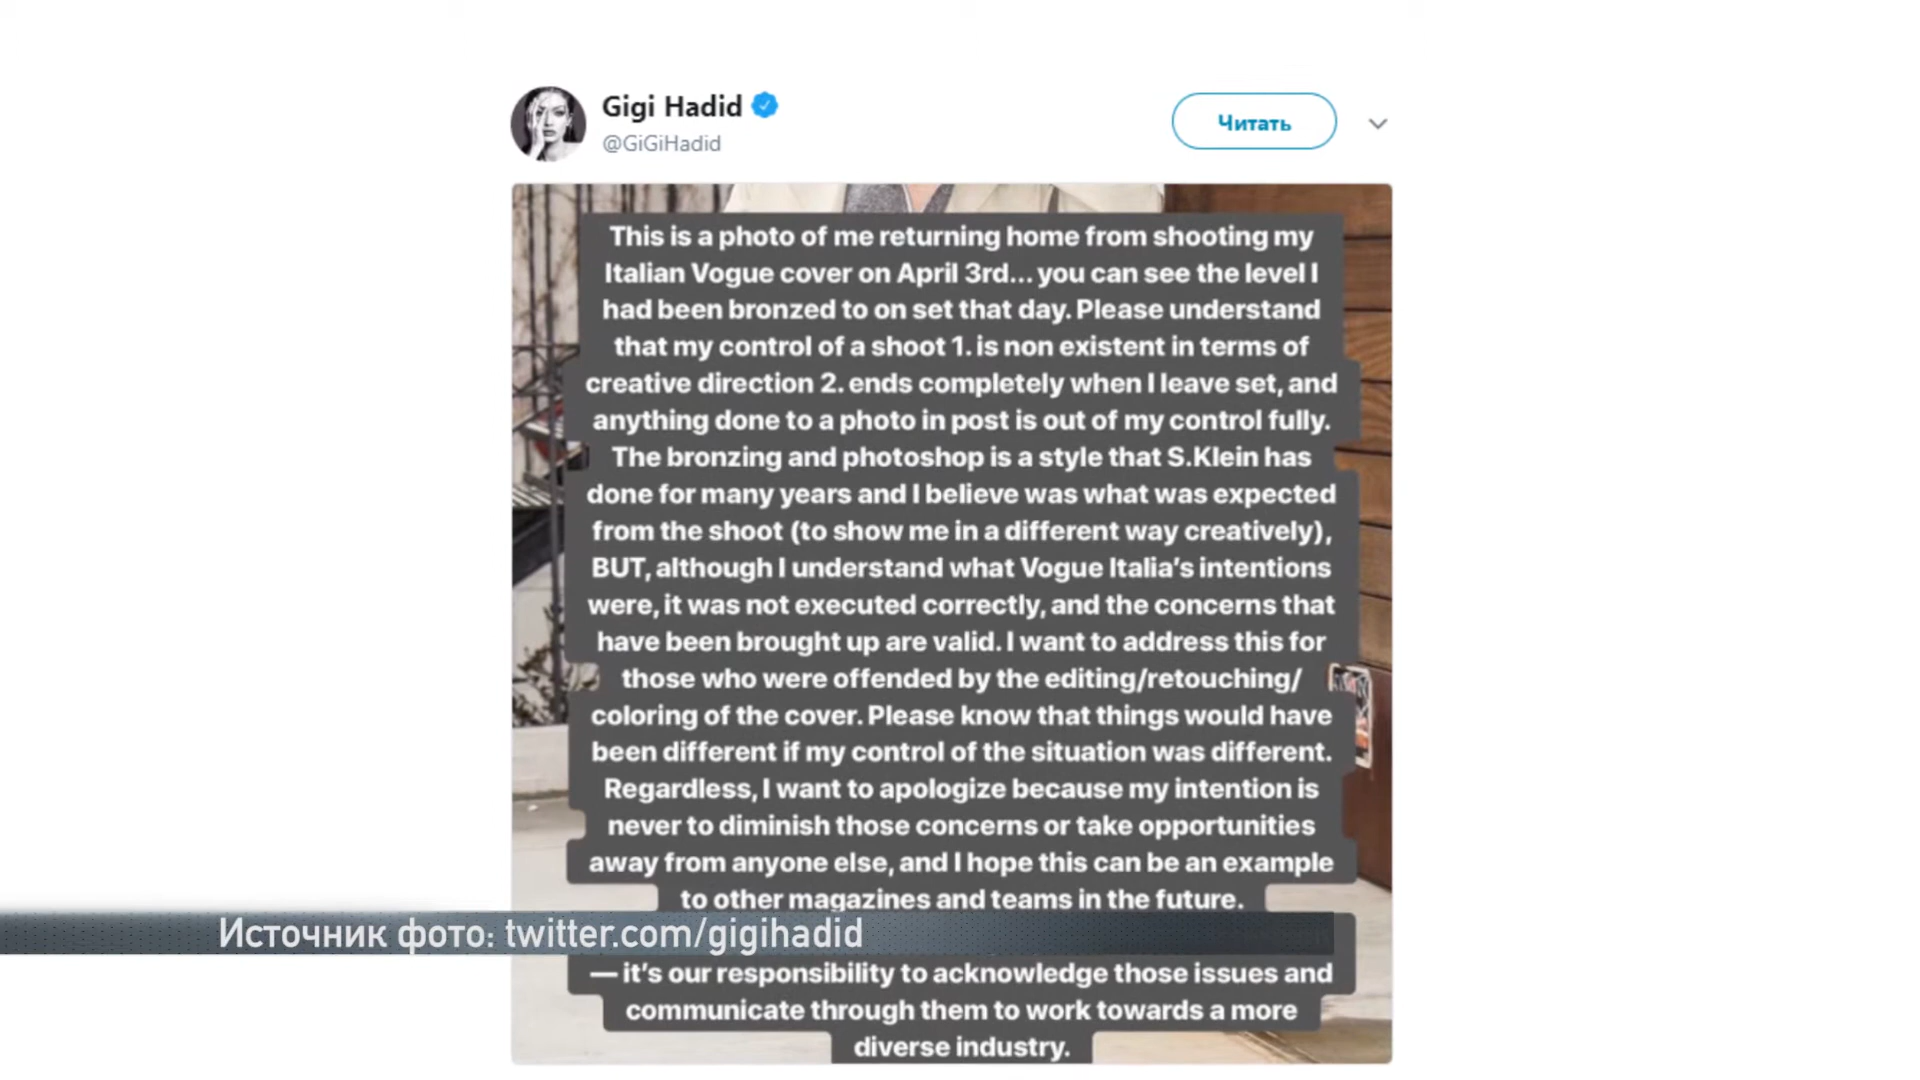 Gigi Hadid
@GiGiHadid
Читать
This is a photo of me returning home from shooting my
Italian Vogue cover on April 3rd... you can see the level I
had been bronzed to on set that day. Please understand
that my control of a shoot 1. is non existent in terms of
creative direction 2. ends completely when I leave set, and
anything done to a photo in post is out of my control fully.
The bronzing and photoshop is a style that S.Klein has
done for many years and I believe was what was expected
from the shoot (to show me in a different way creatively),
BUT, although I understand what Vogue Italia's intentions
were, it was not executed correctly, and the concerns that
have been brought up are valid. I want to address this for
those who were offended by the editing/retouching/
coloring of the cover. Please know that things would have
been different if my control of the situation was different.
Regardless, I want to apologize because my intention is
never to diminish those concerns or take opportunities
away from anyone else, and I hope this can be an example
to other magazines and teams in the future.
Источник фото: twitter.com/gigihadid
— it's our responsibility to acknowledge those issues and
communicate through them to work towards a more
diverse industry.